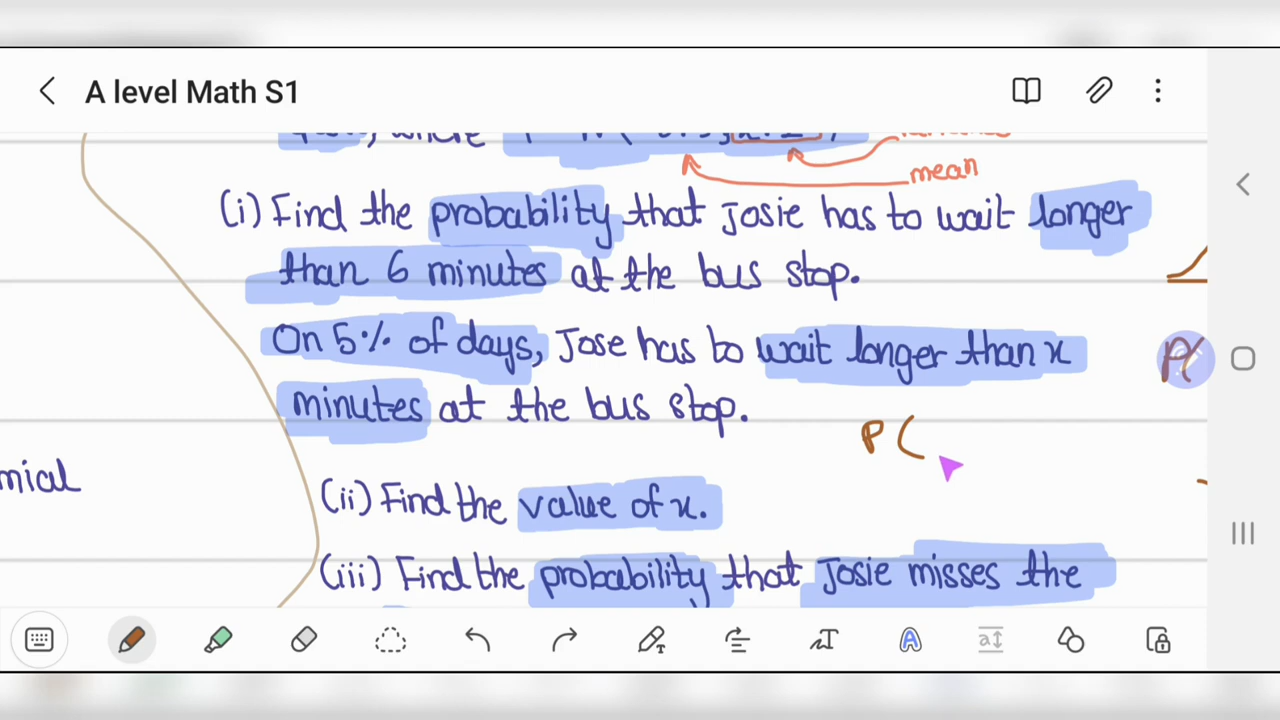 A level Math S1
where
mean
(i) Find the probability that Josie has to wait longer
than 6 minutes at the bus stop.
On 5% of days, Jose has to wait longer than x
minutes at the bus stop.
P(
P(
mial
(ii) Find the value of x.
(iii) Find the probability that Josie misses the